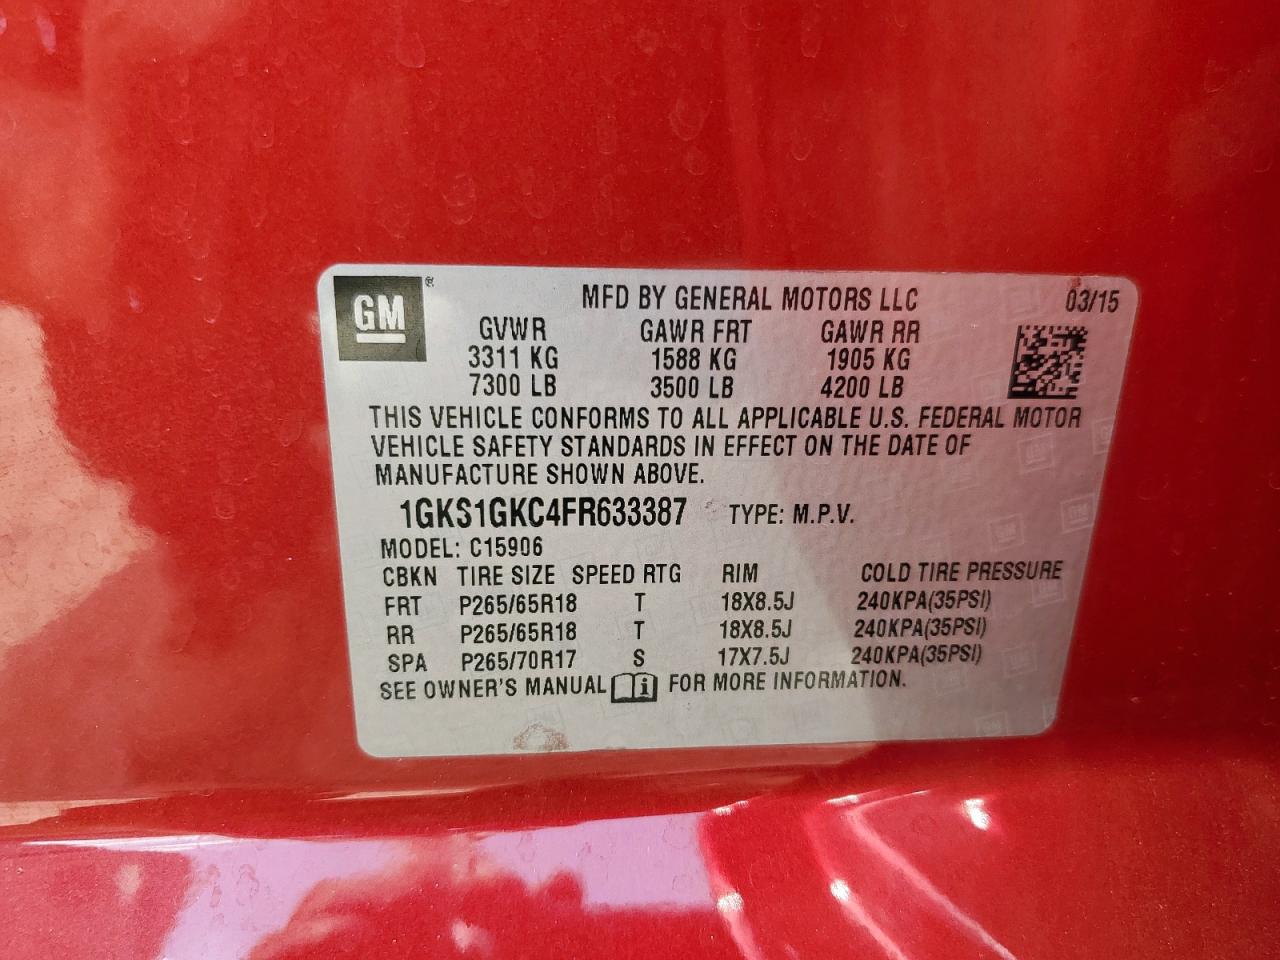 GM ®
MFD BY GENERAL MOTORS LLC 03/15
GVWR GAWR FRT GAWR RR
3311 KG 1588 KG 1905 KG
7300 LB 3500 LB 4200 LB
THIS VEHICLE CONFORMS TO ALL APPLICABLE U.S. FEDERAL MOTOR
VEHICLE SAFETY STANDARDS IN EFFECT ON THE DATE OF
MANUFACTURE SHOWN ABOVE.
1GKS1GKC4FR633387 TYPE: M.P.V.
MODEL: C15906
CBKN TIRE SIZE SPEED RTG RIM COLD TIRE PRESSURE
FRT P265/65R18 T 18X8.5J 240KPA(35PSI)
RR P265/65R18 T 18X8.5J 240KPA(35PSI)
SPA P265/70R17 S 17X7.5J 240KPA(35PSI)
SEE OWNER'S MANUAL i FOR MORE INFORMATION.